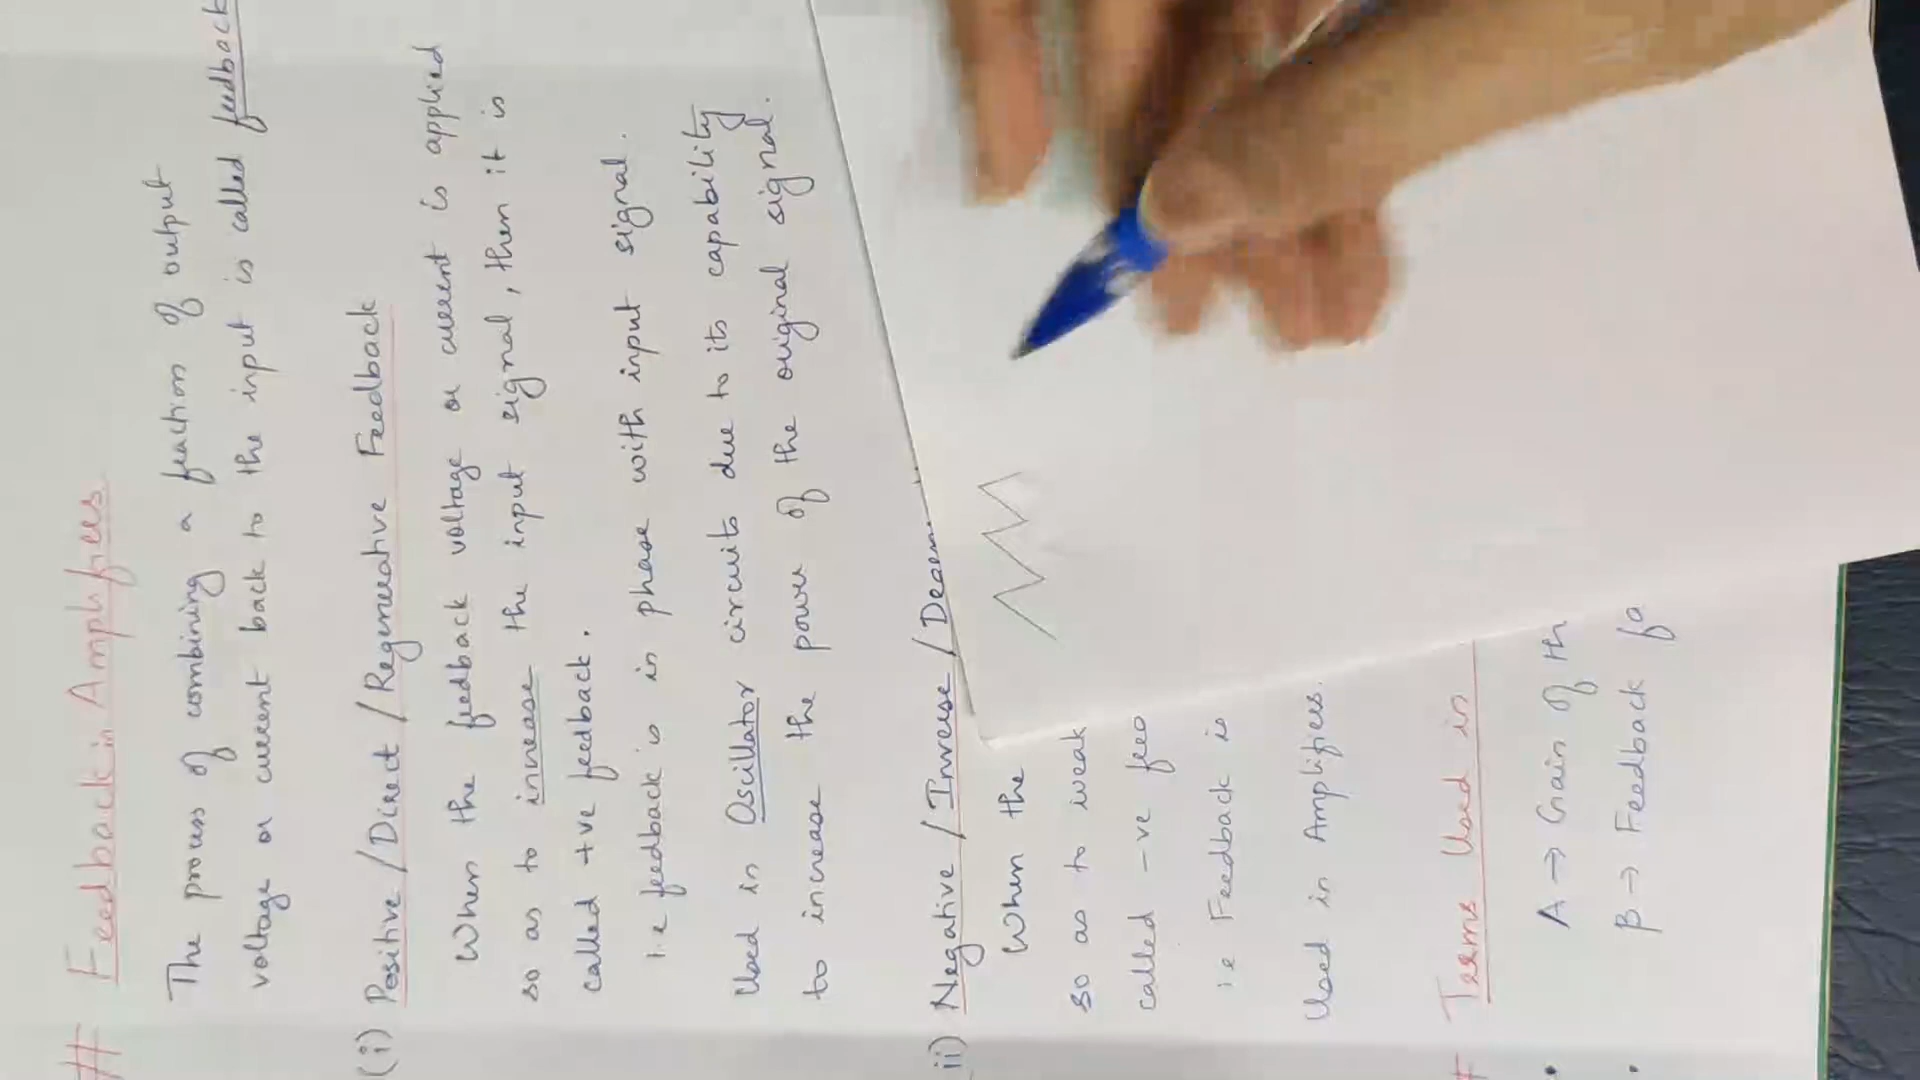 # Feedback in Amplifiers
The process of combining a fraction of output
voltage or current back to the input is called feedback
(i) Positive / Direct / Regenerative Feedback
When the feedback voltage or current is applied
so as to increase the input signal, then it is
called +ve feedback.
i.e feedback is in phase with input signal.
Used in Oscillator circuits due to its capability
to increase the power of the original signal.
ii) Negative / Inverse /
When the
so as to weak
called -ve feed
ie Feedback is
Used in Amplifiers.
# Terms Used in
• A → Gain of th
• β → Feedback fa